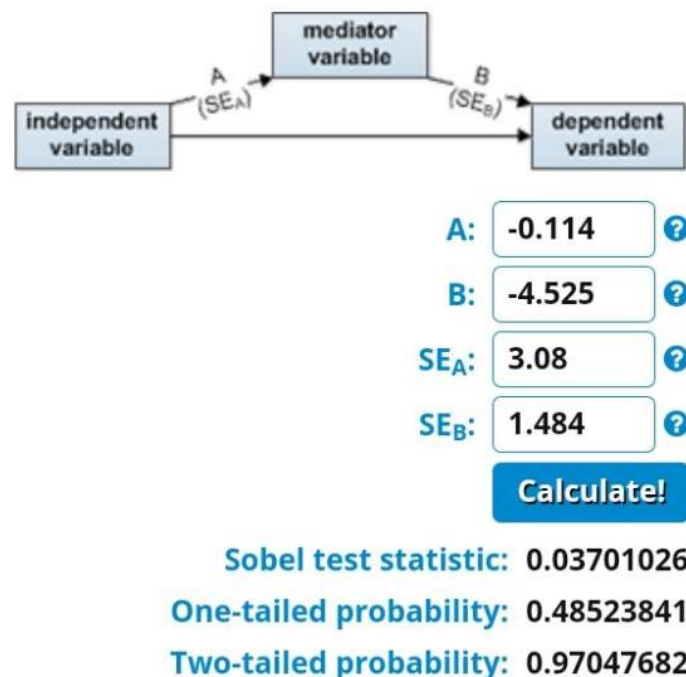 mediator
variable
A
(SEA)
B
(SEB)
independent
variable
dependent
variable
A: -0.114 ?
B: -4.525 ?
SEA: 3.08 ?
SEB: 1.484 ?
Calculate!
Sobel test statistic: 0.03701026
One-tailed probability: 0.48523841
Two-tailed probability: 0.97047682